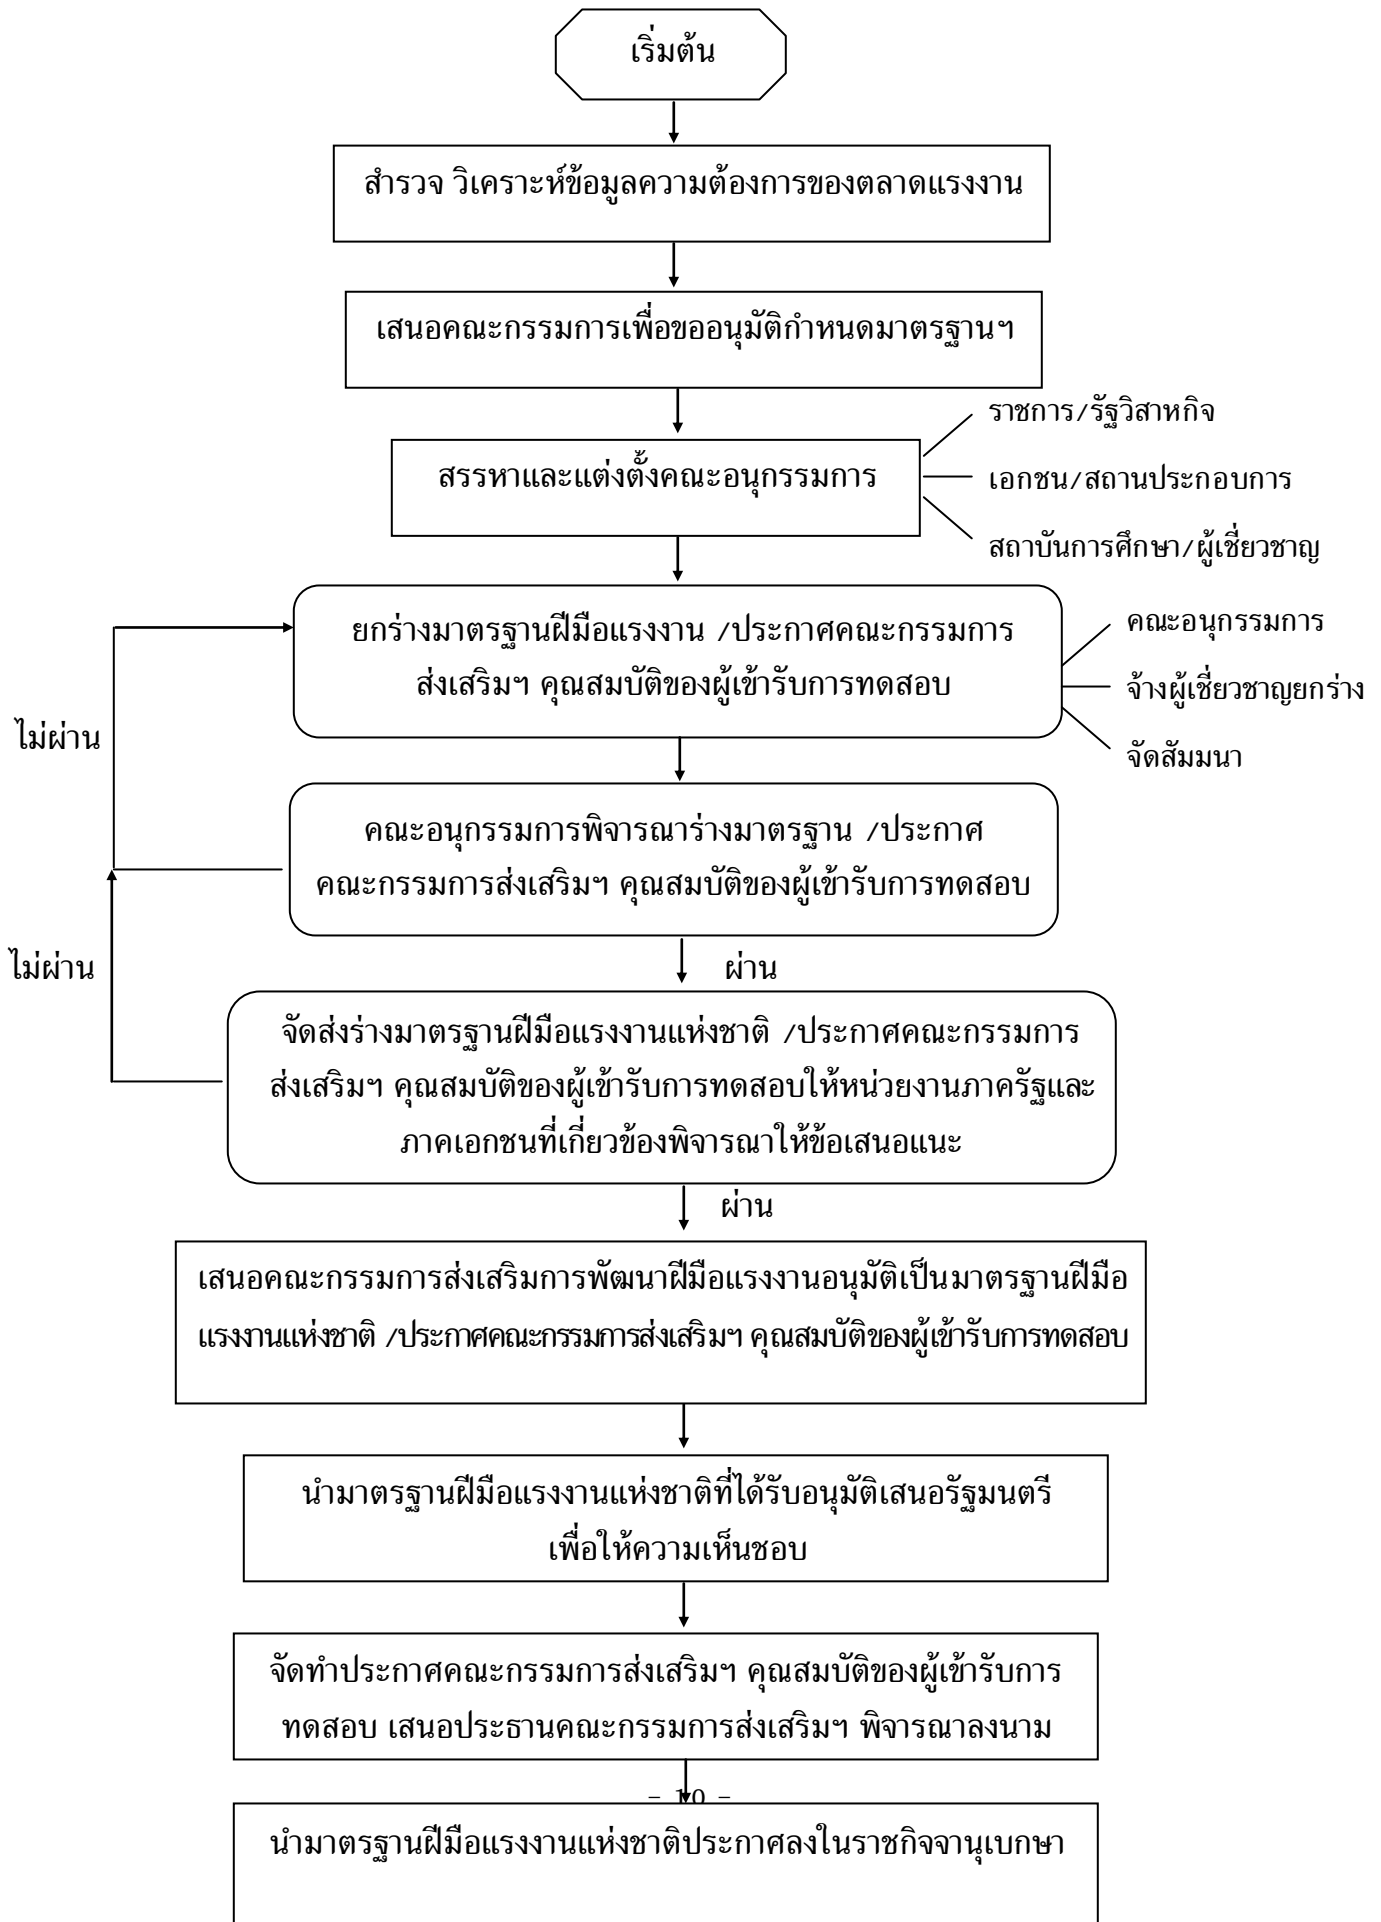 เริ่มต้น
สำรวจ วิเคราะห์ข้อมูลความต้องการของตลาดแรงงาน
เสนอคณะกรรมการเพื่อขออนุมัติกำหนดมาตรฐานฯ
ราชการ/รัฐวิสาหกิจ
สรรหาและแต่งตั้งคณะอนุกรรมการ
เอกชน/สถานประกอบการ
สถาบันการศึกษา/ผู้เชี่ยวชาญ
ยกร่างมาตรฐานฝีมือแรงงาน /ประกาศคณะกรรมการ
ส่งเสริมฯ คุณสมบัติของผู้เข้ารับการทดสอบ
คณะอนุกรรมการ
จ้างผู้เชี่ยวชาญยกร่าง
จัดสัมมนา
ไม่ผ่าน
คณะอนุกรรมการพิจารณาร่างมาตรฐาน /ประกาศ
คณะกรรมการส่งเสริมฯ คุณสมบัติของผู้เข้ารับการทดสอบ
ไม่ผ่าน
ผ่าน
จัดส่งร่างมาตรฐานฝีมือแรงงานแห่งชาติ /ประกาศคณะกรรมการ
ส่งเสริมฯ คุณสมบัติของผู้เข้ารับการทดสอบให้หน่วยงานภาครัฐและ
ภาคเอกชนที่เกี่ยวข้องพิจารณาให้ข้อเสนอแนะ
ผ่าน
เสนอคณะกรรมการส่งเสริมการพัฒนาฝีมือแรงงานอนุมัติเป็นมาตรฐานฝีมือ
แรงงานแห่งชาติ /ประกาศคณะกรรมการส่งเสริมฯ คุณสมบัติของผู้เข้ารับการทดสอบ
นำมาตรฐานฝีมือแรงงานแห่งชาติที่ได้รับอนุมัติเสนอรัฐมนตรี
เพื่อให้ความเห็นชอบ
จัดทำประกาศคณะกรรมการส่งเสริมฯ คุณสมบัติของผู้เข้ารับการ
ทดสอบ เสนอประธานคณะกรรมการส่งเสริมฯ พิจารณาลงนาม
- 10 -
นำมาตรฐานฝีมือแรงงานแห่งชาติประกาศลงในราชกิจจานุเบกษา